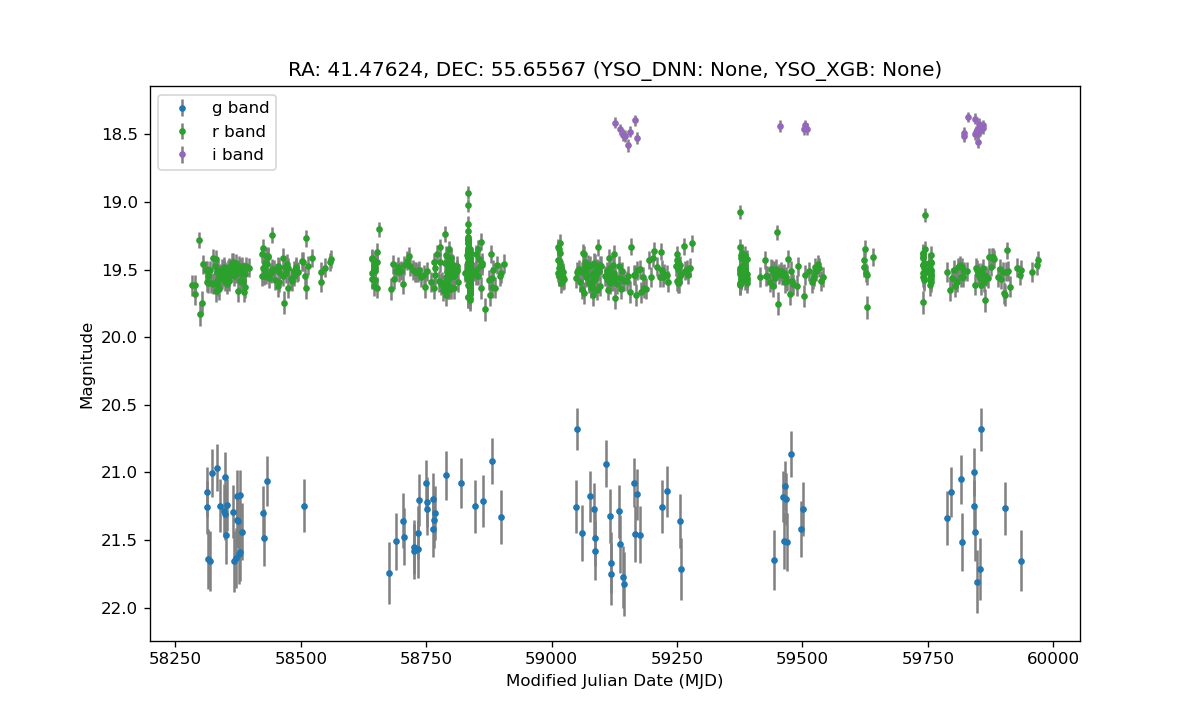 RA: 41.47624, DEC: 55.65567 (YSO_DNN: None, YSO_XGB: None)
g band
r band
i band
18.5
19.0
19.5
20.0
20.5
21.0
21.5
22.0
Magnitude
58250 58500 58750 59000 59250 59500 59750 60000
Modified Julian Date (MJD)